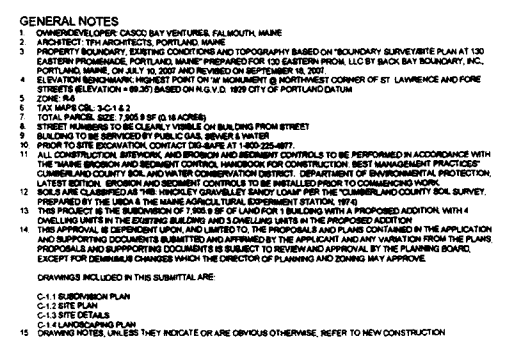 GENERAL NOTES
1. OWNER/DEVELOPER: CASCO BAY VENTURES, FALMOUTH, MAINE
2. ARCHITECT: TFH ARCHITECTS, PORTLAND, MAINE
3. PROPERTY BOUNDARY, EXISTING CONDITIONS AND TOPOGRAPHY BASED ON "BOUNDARY SURVEY/SITE PLAN AT 130
EASTERN PROMENADE, PORTLAND, MAINE" PREPARED FOR 130 EASTERN PROM, LLC BY BACK BAY BOUNDARY, INC.,
PORTLAND, MAINE, ON JULY 10, 2007 AND REVISED ON SEPTEMBER 18, 2007.
4. ELEVATION BENCHMARK: HIGHEST POINT ON 'M' MONUMENT @ NORTHWEST CORNER OF ST LAWRENCE AND FORE
STREETS (ELEVATION = 89.35') BASED ON N.G.V.D. 1929 CITY OF PORTLAND DATUM
5 ZONE: R-6
6 TAX MAPS CBL: 3-C-1 & 2
7. TOTAL PARCEL SIZE: 7,905.9 SF (0.18 ACRES)
8. STREET NUMBERS TO BE CLEARLY VISIBLE ON BUILDING FROM STREET
9. BUILDING TO BE SERVICED BY PUBLIC GAS, SEWER & WATER
10. PRIOR TO SITE EXCAVATION, CONTACT DIG-SAFE AT 1-800-225-4977.
11 ALL CONSTRUCTION, SITEWORK, AND EROSION AND SEDIMENT CONTROLS TO BE PERFORMED IN ACCORDANCE WITH
THE "MAINE EROSION AND SEDIMENT CONTROL HANDBOOK FOR CONSTRUCTION: BEST MANAGEMENT PRACTICES"
CUMBERLAND COUNTY SOIL AND WATER CONSERVATION DISTRICT. DEPARTMENT OF ENVIRONMENTAL PROTECTION,
LATEST EDITION. EROSION AND SEDIMENT CONTROLS TO BE INSTALLED PRIOR TO COMMENCING WORK.
12 SOILS ARE CLASSIFIED AS 'HlB: HINCKLEY GRAVELLEY SANDY LOAM' PER THE "CUMBERLAND COUNTY SOIL SURVEY,
PREPARED BY THE USDA & THE MAINE AGRICULTURAL EXPERIMENT STATION, 1974)
13 THIS PROJECT IS THE SUBDIVISION OF 7,905.9 SF OF LAND FOR 1 BUILDING WITH A PROPOSED ADDITION, WITH 4
DWELLING UNITS IN THE EXISTING BUILDING AND 3 DWELLING UNITS IN THE PROPOSED ADDITION
14. THIS APPROVAL IS DEPENDENT UPON, AND LIMITED TO, THE PROPOSALS AND PLANS CONTAINED IN THE APPLICATION
AND SUPPORTING DOCUMENTS SUBMITTED AND AFFIRMED BY THE APPLICANT AND ANY VARIATION FROM THE PLANS,
PROPOSALS AND SUPPPORTING DOCUMENTS IS SUBJECT TO REVIEW AND APPROVAL BY THE PLANNING BOARD,
EXCEPT FOR DEMINIMUS CHANGES WHICH THE DIRECTOR OF PLANNING AND ZONING MAY APPROVE.
DRAWINGS INCLUDED IN THIS SUBMITTAL ARE:
C-1.1 SUBDIVISION PLAN
C-1.2 SITE PLAN
C-1.3 SITE DETAILS
C-1.4 LANDSCAPING PLAN
15 DRAWING NOTES, UNLESS THEY INDICATE OR ARE OBVIOUS OTHERWISE, REFER TO NEW CONSTRUCTION